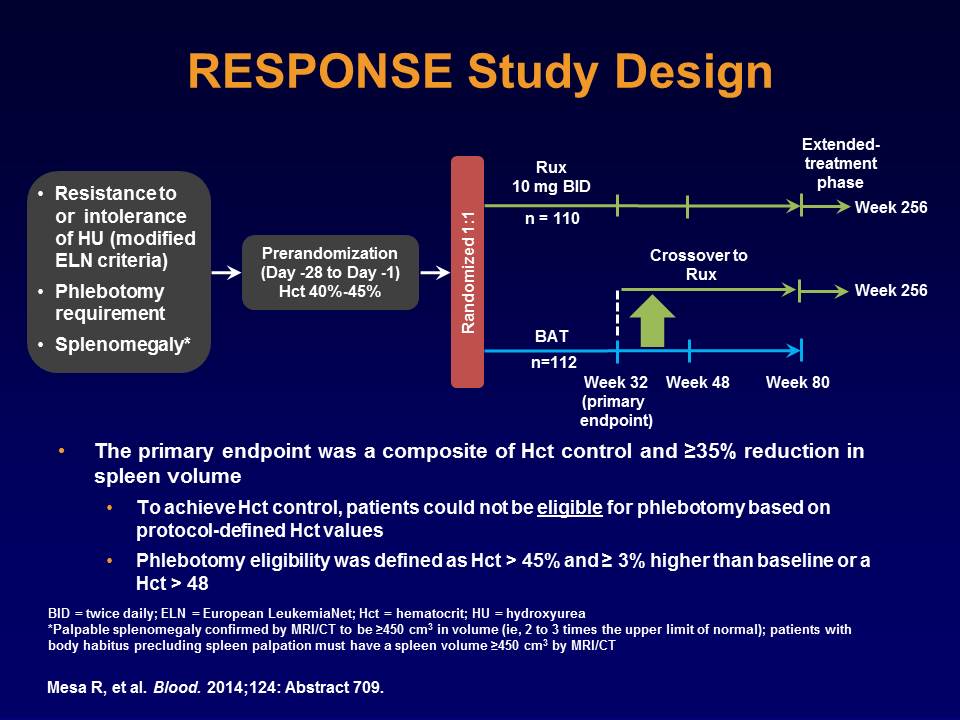 RESPONSE Study Design
• Resistance to
or intolerance
of HU (modified
ELN criteria)
• Phlebotomy
requirement
• Splenomegaly*
Prerandomization
(Day -28 to Day -1)
Hct 40%-45%
Randomized 1:1
Rux
10 mg BID
n = 110
Extended-
treatment
phase
Week 256
Crossover to
Rux
Week 256
BAT
n=112
Week 32
(primary
endpoint)
Week 48
Week 80
• The primary endpoint was a composite of Hct control and ≥35% reduction in
spleen volume
• To achieve Hct control, patients could not be eligible for phlebotomy based on
protocol-defined Hct values
• Phlebotomy eligibility was defined as Hct > 45% and ≥ 3% higher than baseline or a
Hct > 48
BID = twice daily; ELN = European LeukemiaNet; Hct = hematocrit; HU = hydroxyurea
*Palpable splenomegaly confirmed by MRI/CT to be ≥450 cm³ in volume (ie, 2 to 3 times the upper limit of normal); patients with
body habitus precluding spleen palpation must have a spleen volume ≥450 cm³ by MRI/CT
Mesa R, et al. Blood. 2014;124: Abstract 709.